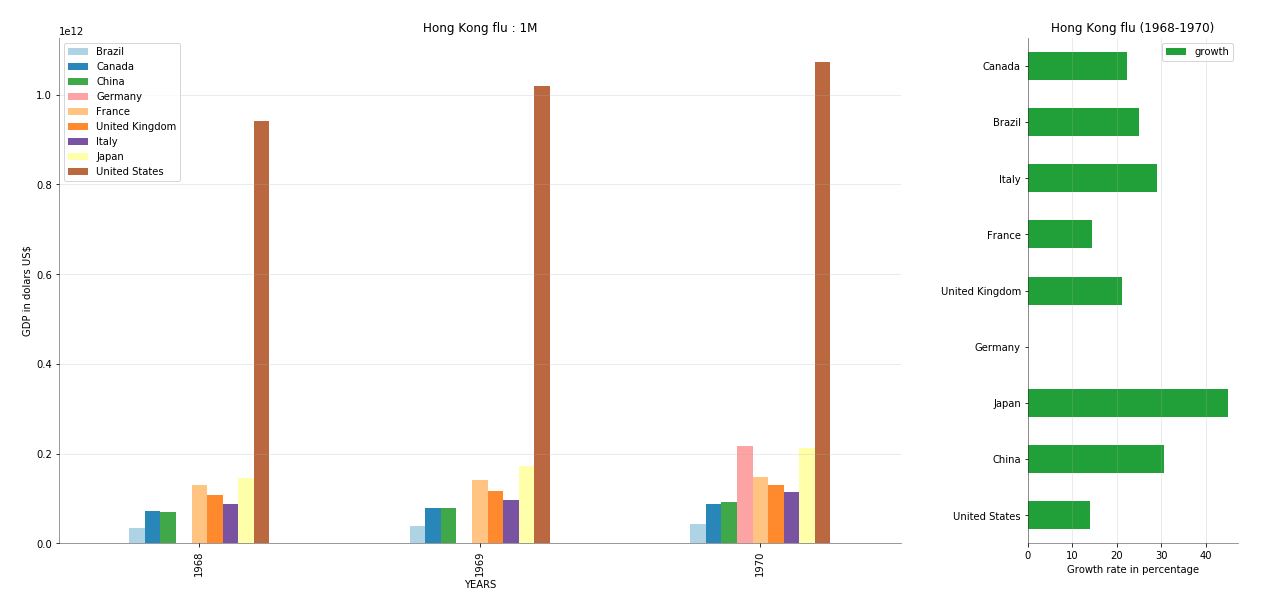 Hong Kong flu : 1M
1e12
Brazil
Canada
China
Germany
France
United Kingdom
Italy
Japan
United States
1.0
0.8
0.6
0.4
0.2
0.0
GDP in dolars US$
1968
1969
1970
YEARS
Hong Kong flu (1968-1970)
growth
Canada
Brazil
Italy
France
United Kingdom
Germany
Japan
China
United States
0 10 20 30 40
Growth rate in percentage